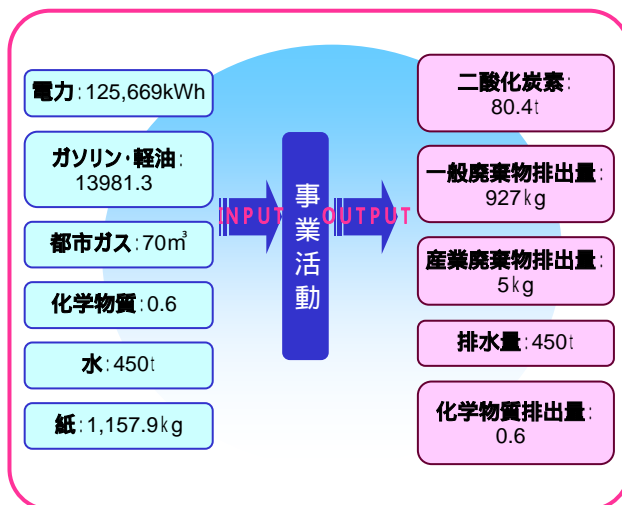 電力:125,669kWh
ガソリン・軽油:
13981.3
都市ガス:70㎥
化学物質:0.6
水:450t
紙:1,157.9kg
INPUT
事業活動
OUTPUT
二酸化炭素:
80.4t
一般廃棄物排出量:
927kg
産業廃棄物排出量:
5kg
排水量:450t
化学物質排出量:
0.6